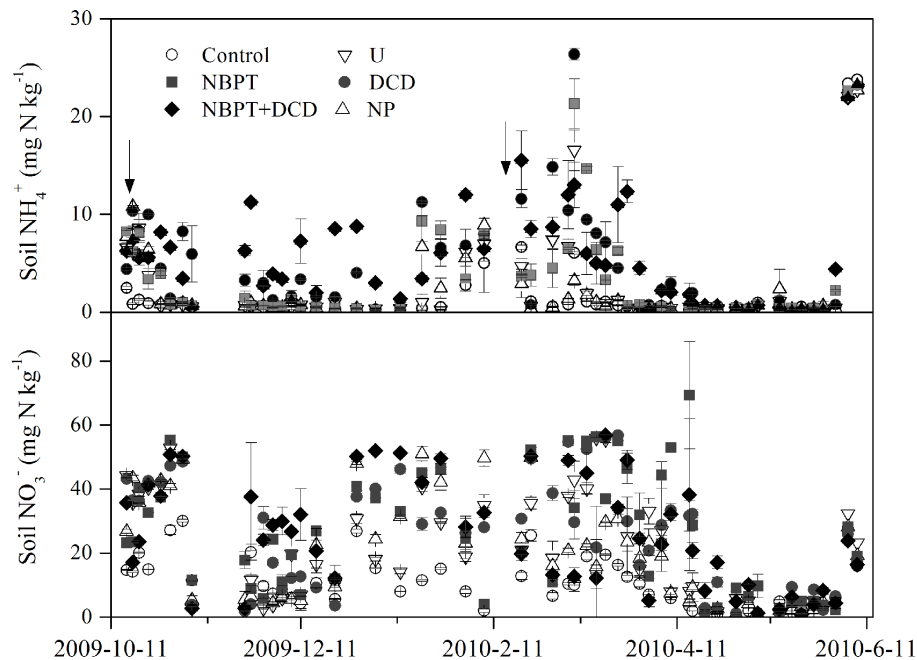 30
20
10
0
Soil NH₄⁺ (mg N kg⁻¹)
Control
U
NBPT
DCD
NBPT+DCD
NP
80
60
40
20
0
Soil NO₃⁻ (mg N kg⁻¹)
2009-10-11
2009-12-11
2010-2-11
2010-4-11
2010-6-11